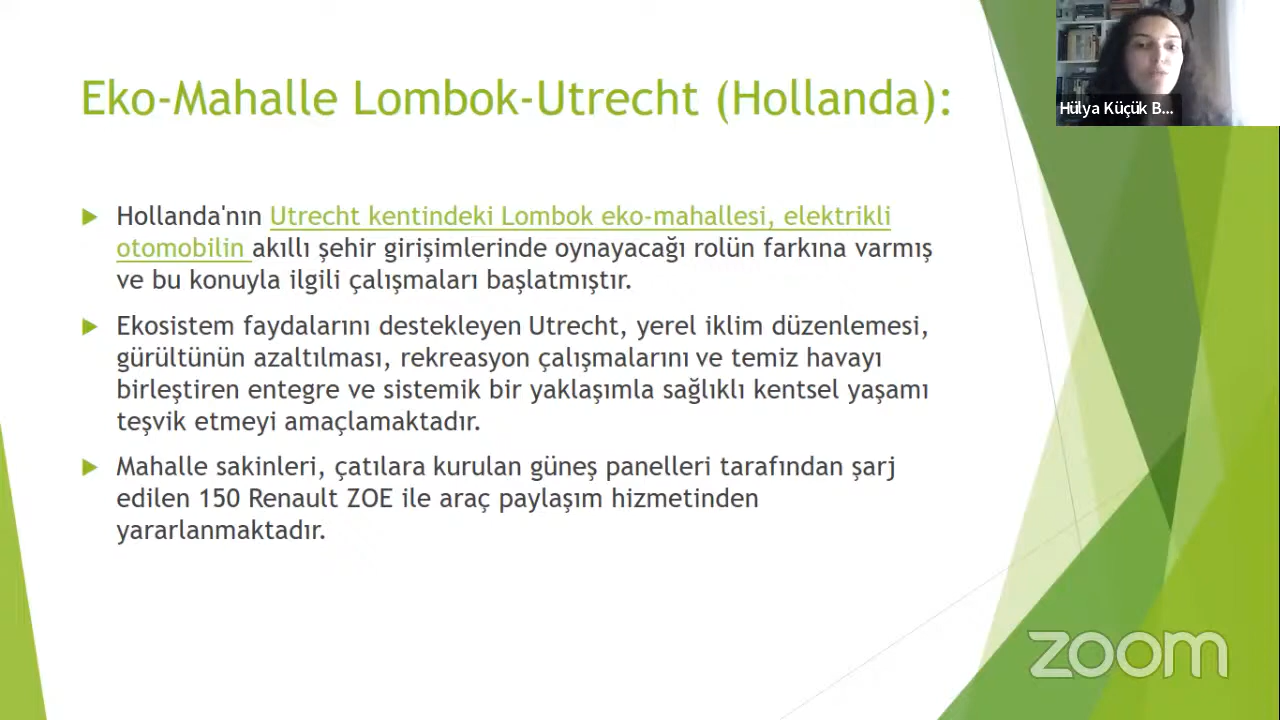 Eko-Mahalle Lombok-Utrecht (Hollanda):
Hülya Küçük B...
Hollanda'nın Utrecht kentindeki Lombok eko-mahallesi, elektrikli
otomobilin akıllı şehir girişimlerinde oynayacağı rolün farkına varmış
ve bu konuyla ilgili çalışmaları başlatmıştır.
Ekosistem faydalarını destekleyen Utrecht, yerel iklim düzenlemesi,
gürültünün azaltılması, rekreasyon çalışmalarını ve temiz havayı
birleştiren entegre ve sistemik bir yaklaşımla sağlıklı kentsel yaşamı
teşvik etmeyi amaçlamaktadır.
Mahalle sakinleri, çatılara kurulan güneş panelleri tarafından şarj
edilen 150 Renault ZOE ile araç paylaşım hizmetinden
yararlanmaktadır.
zoom